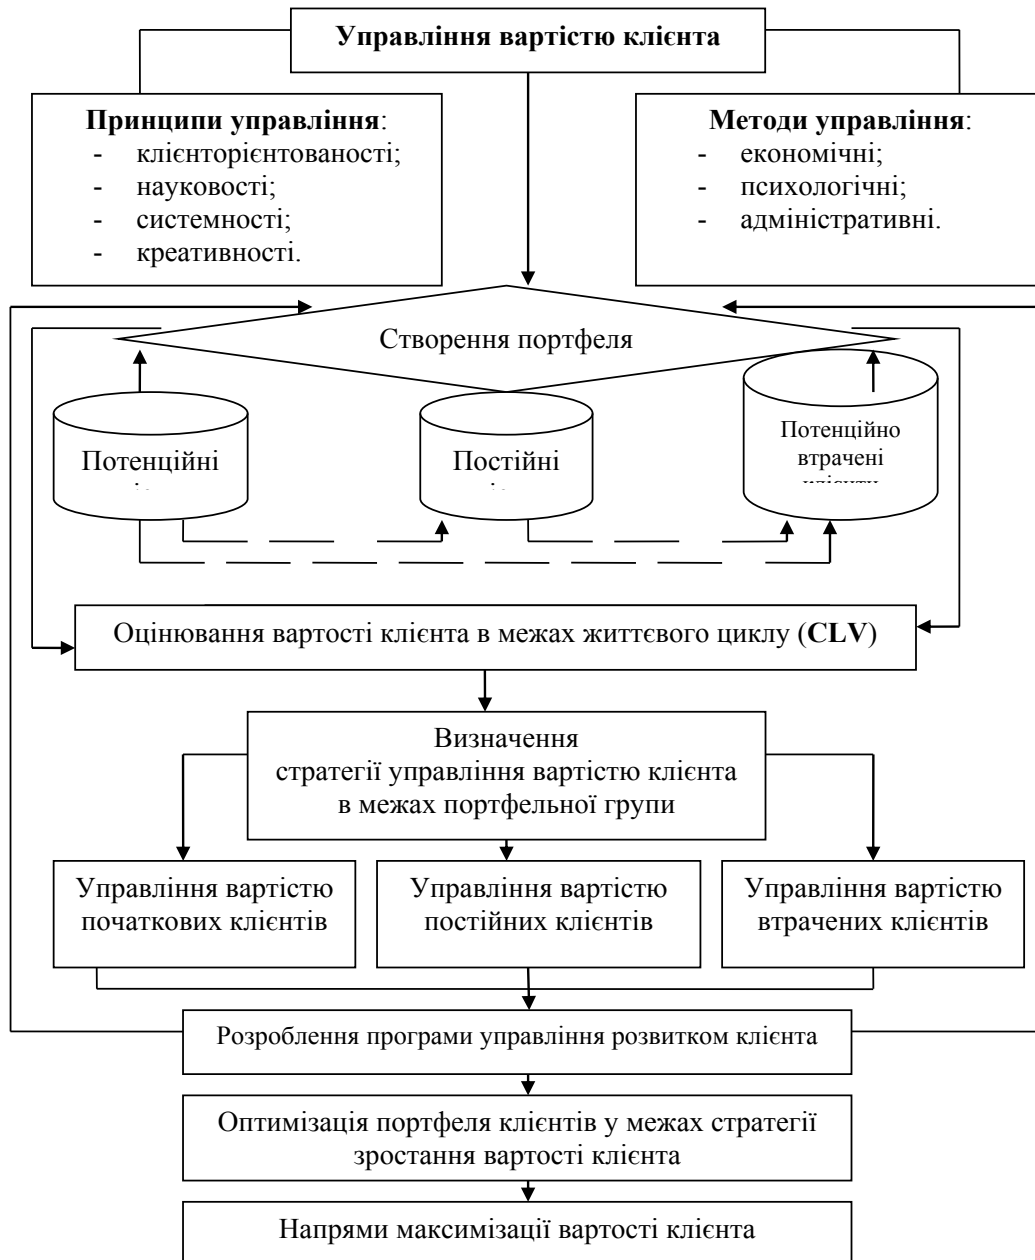 Управління вартістю клієнта
Принципи управління:
- клієнторієнтованості;
- науковості;
- системності;
- креативності.
Методи управління:
- економічні;
- психологічні;
- адміністративні.
Створення портфеля
Потенційні
Постійні
Потенційно
втрачені
клієнти
Оцінювання вартості клієнта в межах життєвого циклу (CLV)
Визначення
стратегії управління вартістю клієнта
в межах портфельної групи
Управління вартістю
початкових клієнтів
Управління вартістю
постійних клієнтів
Управління вартістю
втрачених клієнтів
Розроблення програми управління розвитком клієнта
Оптимізація портфеля клієнтів у межах стратегії
зростання вартості клієнта
Напрями максимізації вартості клієнта